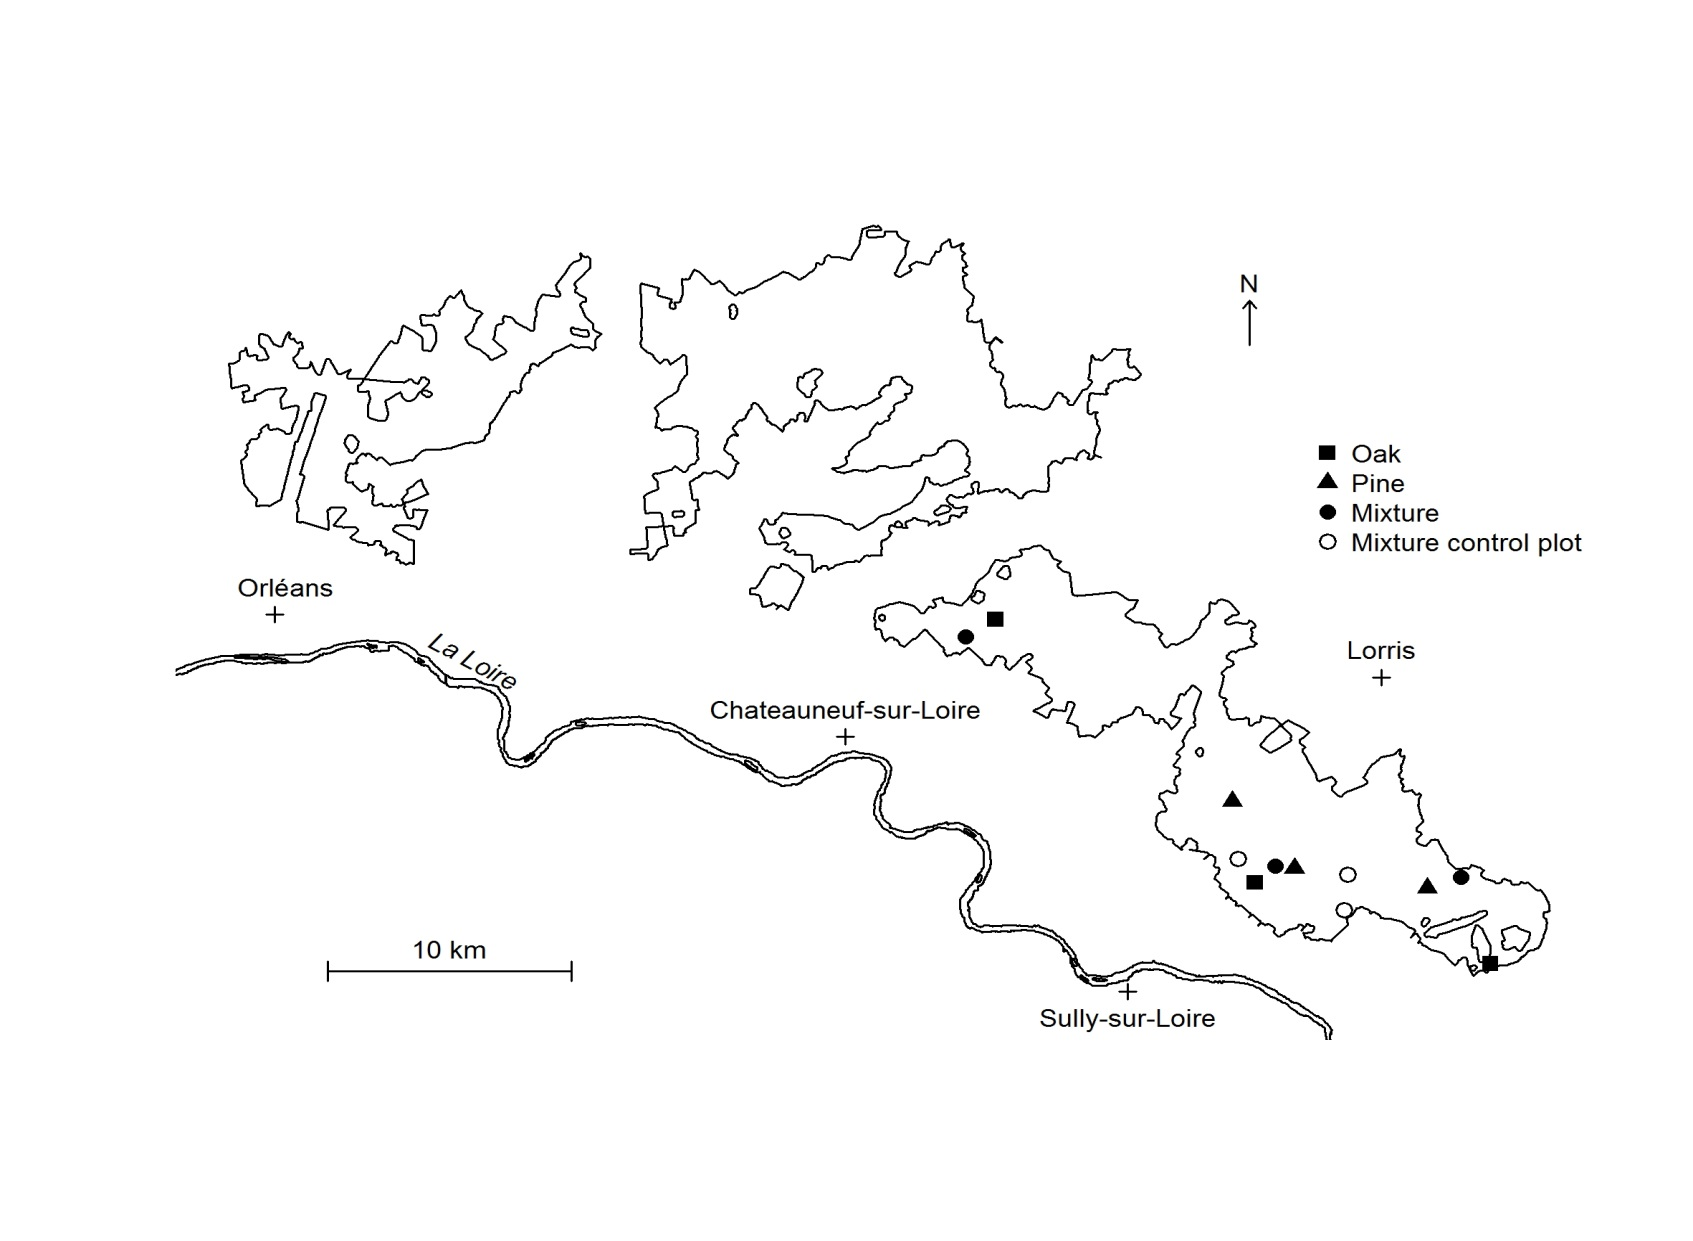 N
Oak
Pine
Mixture
Mixture control plot
Orléans
La Loire
Lorris
Chateauneuf-sur-Loire
10 km
Sully-sur-Loire